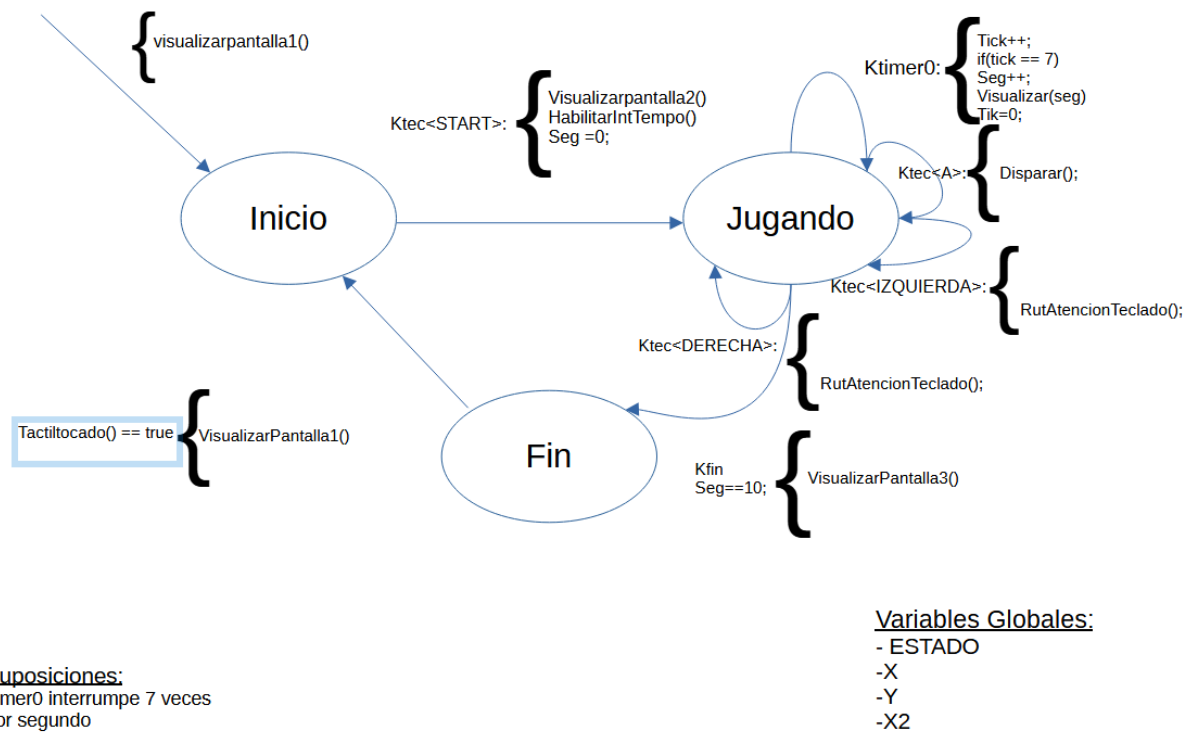 visualizarpantalla1()
Ktec<START>:
Visualizarpantalla2()
HabilitarIntTempo()
Seg =0;
Ktimer0:
Tick++;
if(tick == 7)
Seg++;
Visualizar(seg)
Tik=0;
Ktec<A>:
Disparar();
Inicio
Jugando
Ktec<IZQUIERDA>:
RutAtencionTeclado();
Ktec<DERECHA>:
RutAtencionTeclado();
Tactiltocado() == true
VisualizarPantalla1()
Fin
Kfin
Seg==10;
VisualizarPantalla3()
Variables Globales:
- ESTADO
-X
-Y
-X2
uposiciones:
mer0 interrumpe 7 veces
or segundo